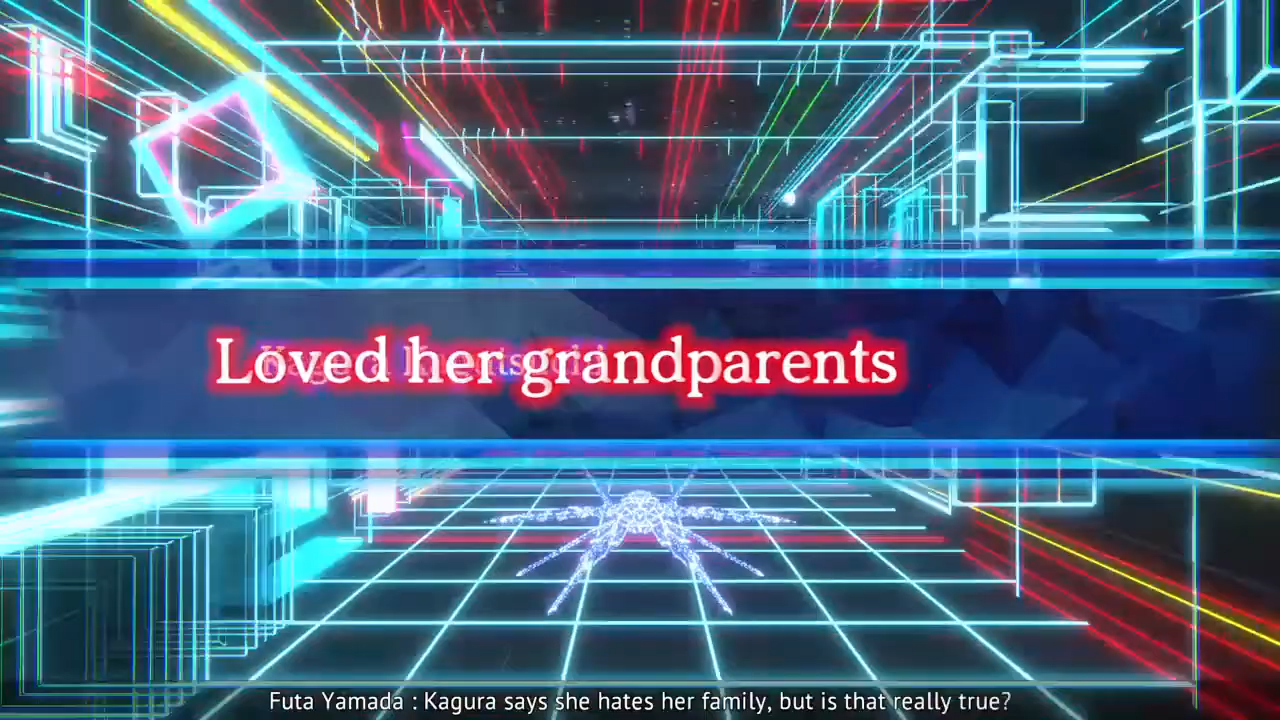 Loved her grandparents
Futa Yamada : Kagura says she hates her family, but is that really true?